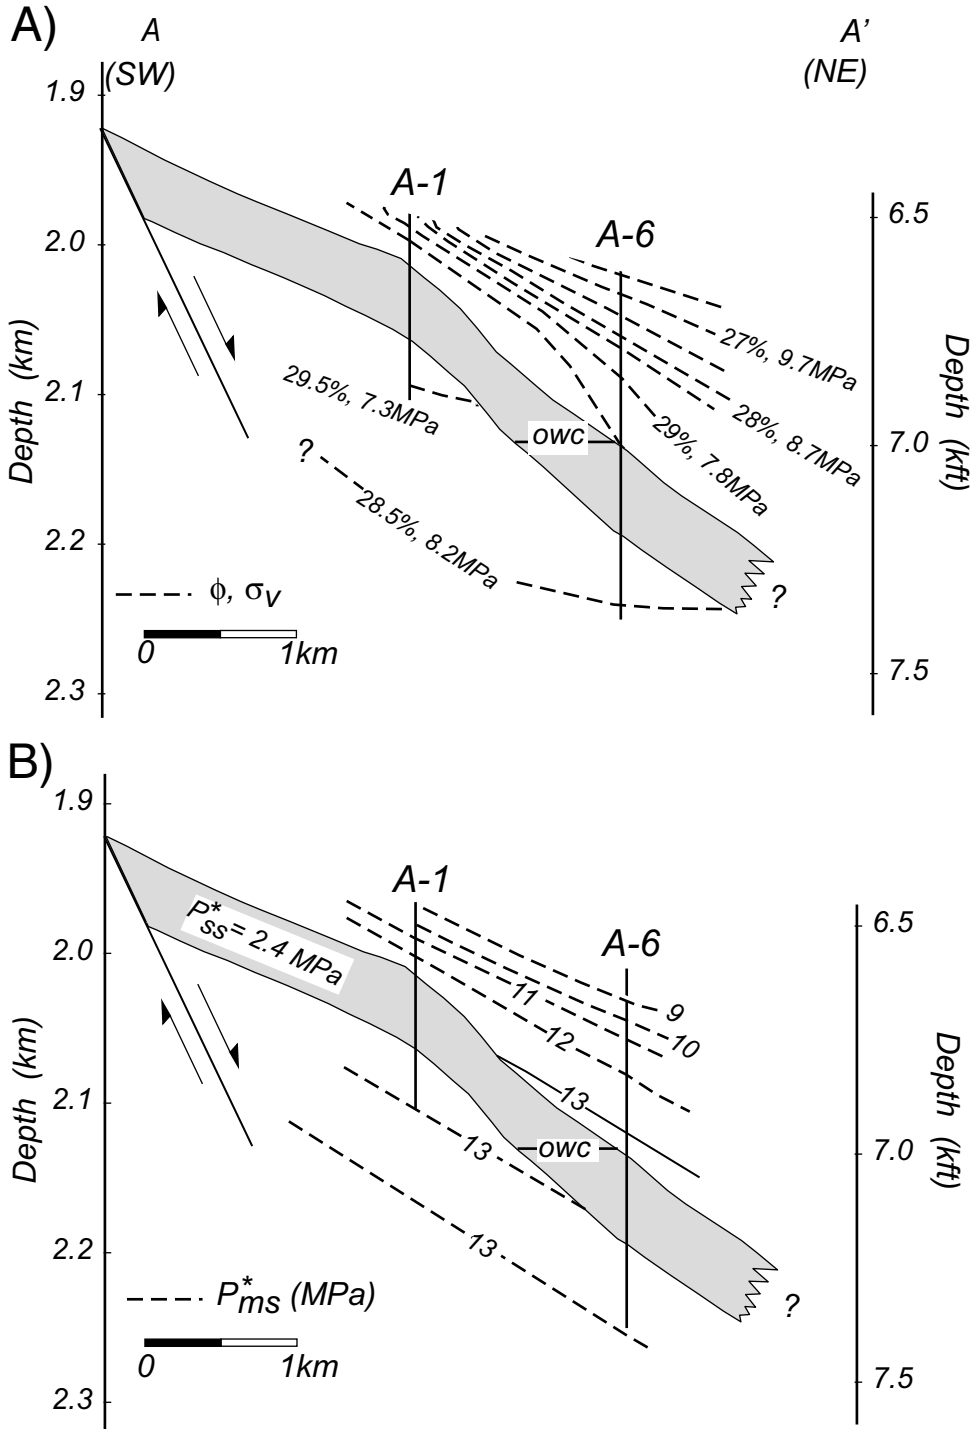 A)
A
(SW)
A'
(NE)
1.9
2.0
2.1
2.2
2.3
Depth (km)
6.5
7.0
7.5
Depth (kft)
A-1
A-6
27%, 9.7MPa
28%, 8.7MPa
29%, 7.8MPa
29.5%, 7.3MPa
owc
?
28.5%, 8.2MPa
?
ϕ, σv
0
1km
B)
1.9
2.0
2.1
2.2
2.3
Depth (km)
6.5
7.0
7.5
Depth (kft)
A-1
A-6
P*ss = 2.4 MPa
9
10
11
12
13
13
owc
13
?
P*ms (MPa)
0
1km